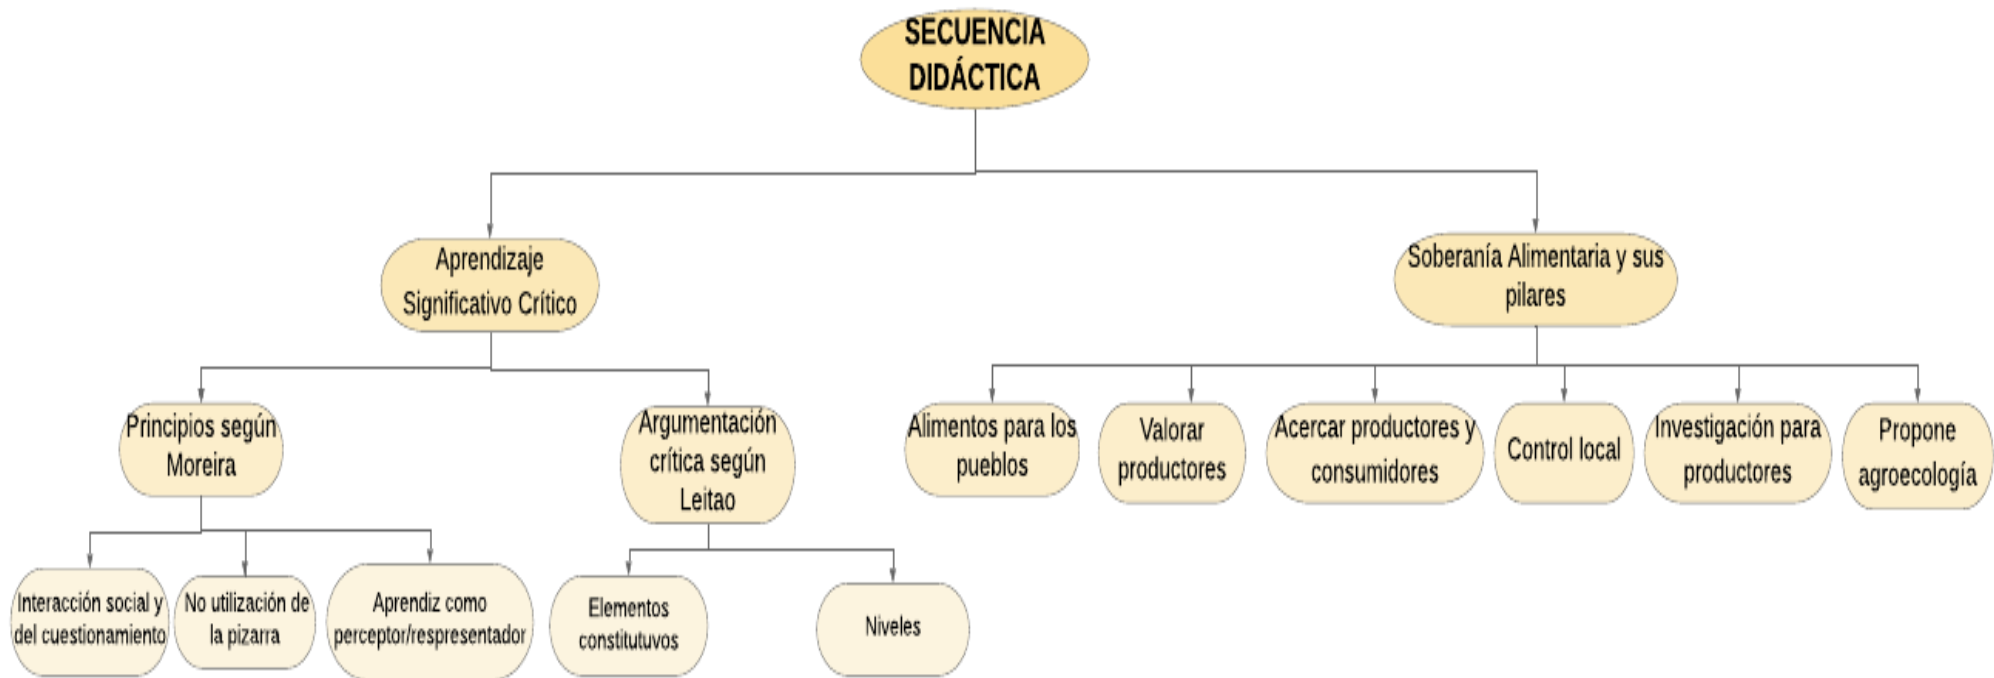 SECUENCIA
DIDÁCTICA
Aprendizaje
Significativo Crítico
Soberanía Alimentaria y sus
pilares
Principios según
Moreira
Argumentación
crítica según
Leitao
Alimentos para los
pueblos
Valorar
productores
Acercar productores y
consumidores
Control local
Investigación para
productores
Propone
agroecología
Interacción social y
del cuestionamiento
No utilización de
la pizarra
Aprendiz como
perceptor/respresentador
Elementos
constitutuvos
Niveles